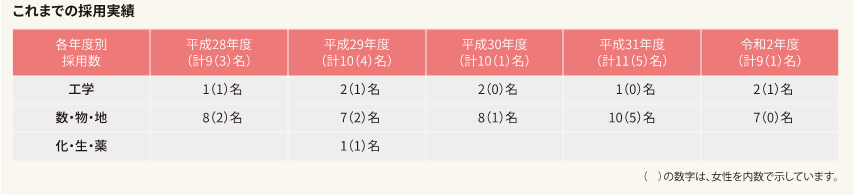 これまでの採用実績
各年度別 採用数 平成28年度 (計9(3)名) 平成29年度 (計10(4)名) 平成30年度 (計10(1)名) 平成31年度 (計11(5)名) 令和2年度 (計9(1)名)
工学 1(1)名 2(1)名 2(0)名 1(0)名 2(1)名
数・物・地 8(2)名 7(2)名 8(1)名 10(5)名 7(0)名
化・生・薬 1(1)名
( )の数字は、女性を内数で示しています。